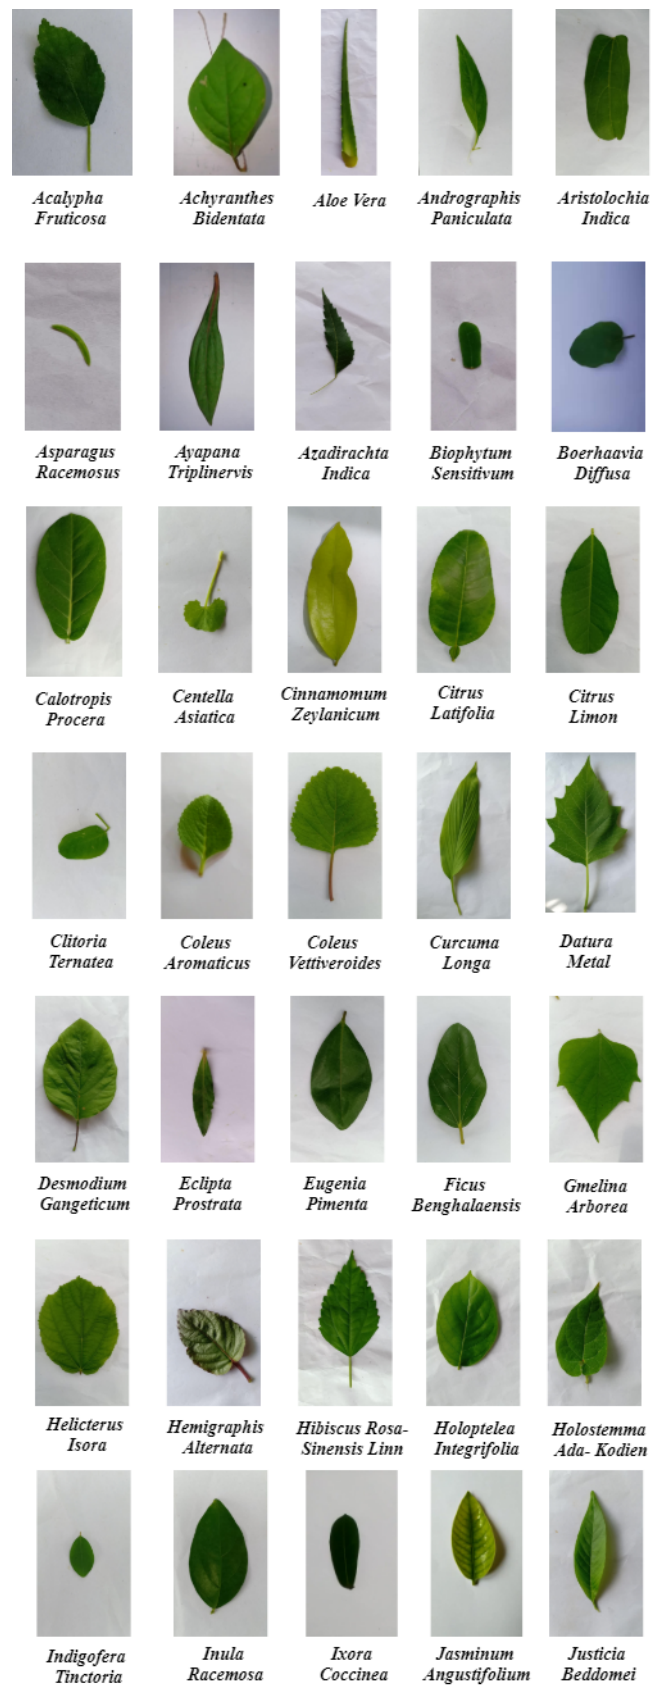 Acalypha
Fruticosa
Achyranthes
Bidentata
Aloe Vera
Andrographis
Paniculata
Aristolochia
Indica
Asparagus
Racemosus
Ayapana
Triplinervis
Azadirachta
Indica
Biophytum
Sensitivum
Boerhaavia
Diffusa
Calotropis
Procera
Centella
Asiatica
Cinnamomum
Zeylanicum
Citrus
Latifolia
Citrus
Limon
Clitoria
Ternatea
Coleus
Aromaticus
Coleus
Vettiveroides
Curcuma
Longa
Datura
Metal
Desmodium
Gangeticum
Eclipta
Prostrata
Eugenia
Pimenta
Ficus
Benghalaensis
Gmelina
Arborea
Helicterus
Isora
Hemigraphis
Alternata
Hibiscus Rosa-
Sinensis Linn
Holoptelea
Integrifolia
Holostemma
Ada- Kodien
Indigofera
Tinctoria
Inula
Racemosa
Ixora
Coccinea
Jasminum
Angustifolium
Justicia
Beddomei